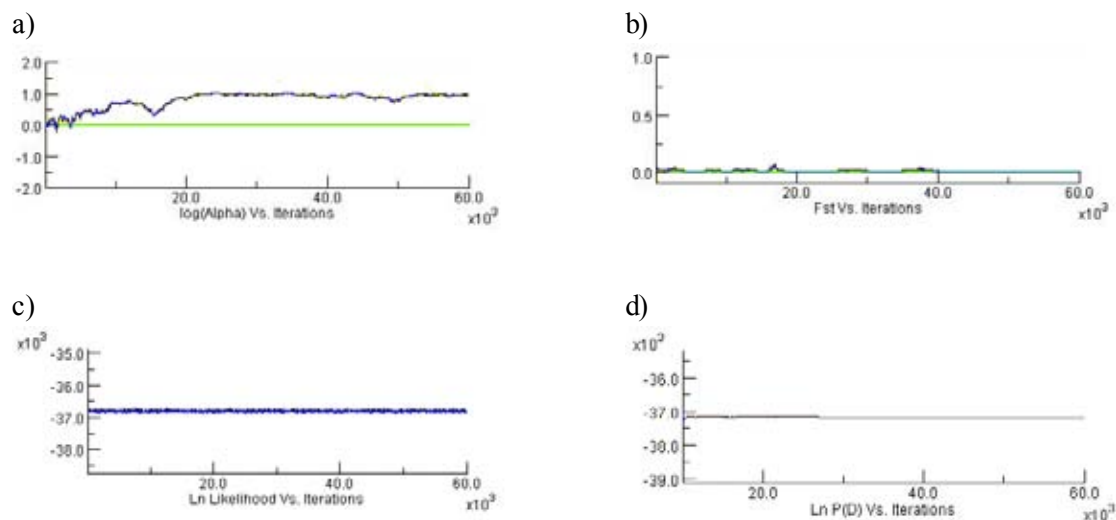 a)
2.0
1.0
0.0
-1.0
-2.0
20.0 40.0 60.0
log(Alpha) Vs. Iterations
x10³
b)
1.0
0.5
0.0
20.0 40.0 60.0
Fst Vs. Iterations
x10³
c)
x10³
-35.0
-36.0
-37.0
-38.0
20.0 40.0 60.0
Ln Likelihood Vs. Iterations
x10³
d)
x10³
-36.0
-37.0
-38.0
-39.0
20.0 40.0 60.0
Ln P(D) Vs. Iterations
x10³